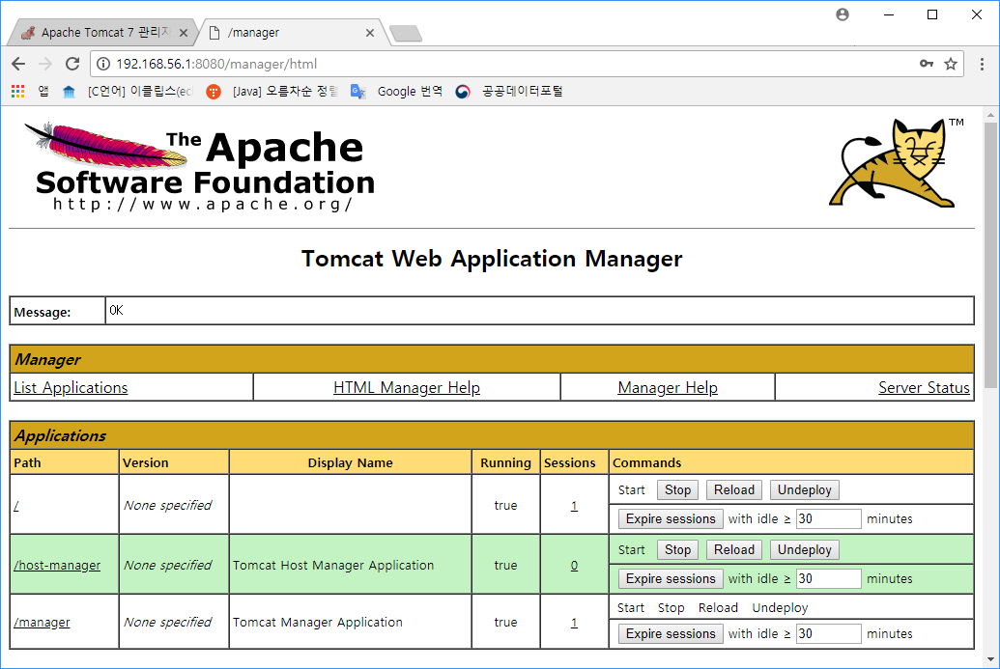 Apache Tomcat 7 관리자
/manager
192.168.56.1:8080/manager/html
앱
[C언어] 이클립스(ecl
[Java] 오름차순 정렬
Google 번역
공공데이터포털
The Apache
Software Foundation
http://www.apache.org/
TM
Tomcat Web Application Manager
Message: OK
Manager
List Applications HTML Manager Help Manager Help Server Status
Applications
Path Version Display Name Running Sessions Commands
/ None specified true 1
Start Stop Reload Undeploy
Expire sessions with idle ≥ 30 minutes
/host-manager None specified Tomcat Host Manager Application true 0
Start Stop Reload Undeploy
Expire sessions with idle ≥ 30 minutes
/manager None specified Tomcat Manager Application true 1
Start Stop Reload Undeploy
Expire sessions with idle ≥ 30 minutes